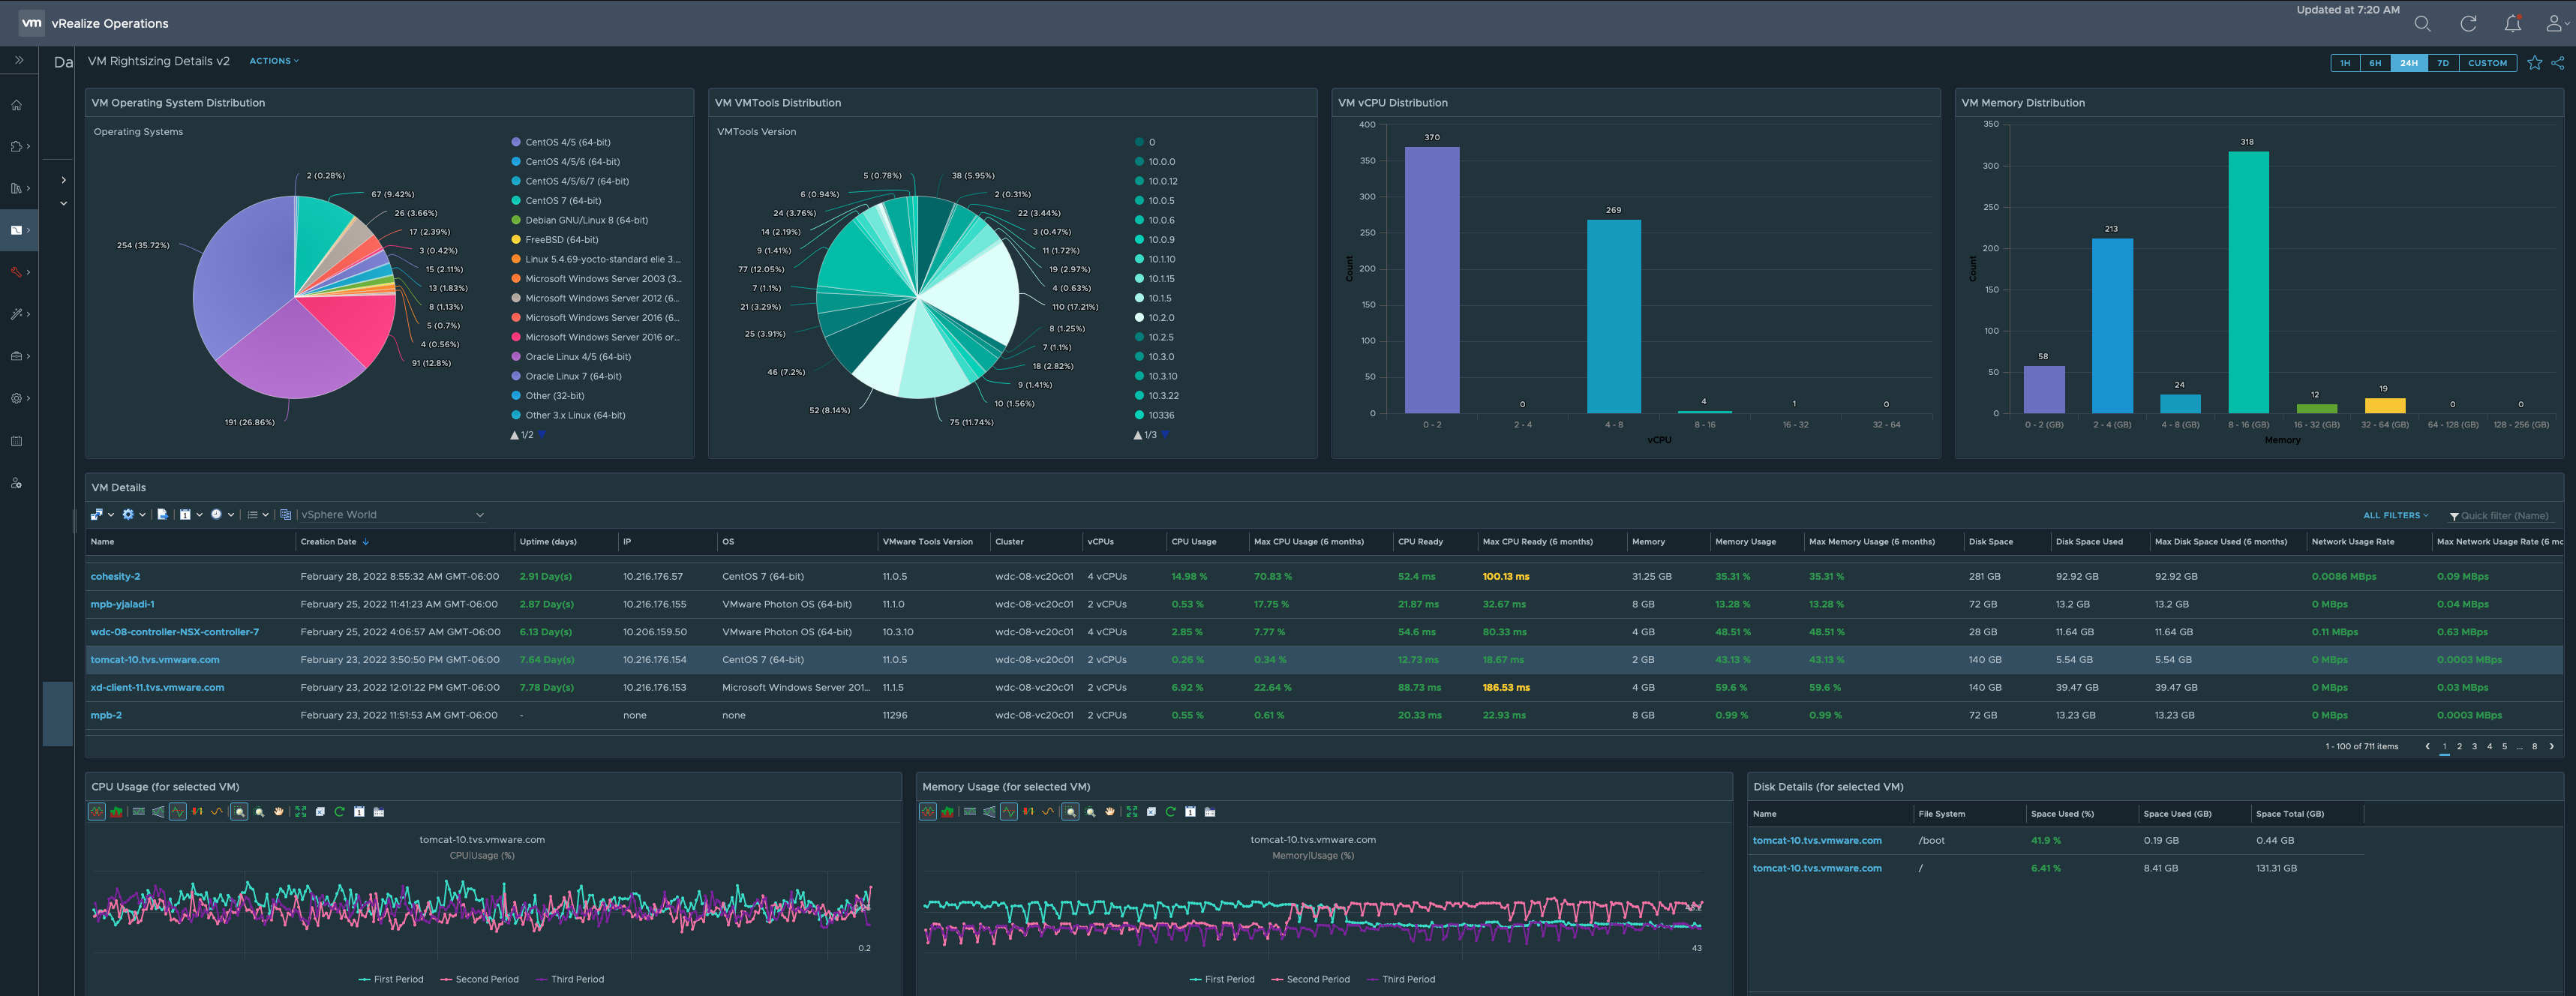 Updated at 7:20 AM
vm vRealize Operations
Da VM Rightsizing Details v2 ACTIONS
1H 6H 24H 7D CUSTOM
VM Operating System Distribution
Operating Systems
2 (0.28%)
67 (9.42%)
26 (3.66%)
17 (2.39%)
3 (0.42%)
15 (2.11%)
13 (1.83%)
8 (1.13%)
5 (0.7%)
4 (0.56%)
91 (12.8%)
191 (26.86%)
254 (35.72%)
CentOS 4/5 (64-bit)
CentOS 4/5/6 (64-bit)
CentOS 4/5/6/7 (64-bit)
CentOS 7 (64-bit)
Debian GNU/Linux 8 (64-bit)
FreeBSD (64-bit)
Linux 5.4.69-yocto-standard elie 3....
Microsoft Windows Server 2003 (3...
Microsoft Windows Server 2012 (6...
Microsoft Windows Server 2016 (6...
Microsoft Windows Server 2016 or...
Oracle Linux 4/5 (64-bit)
Oracle Linux 7 (64-bit)
Other (32-bit)
Other 3.x Linux (64-bit)
1/2
VM VMTools Distribution
VMTools Version
5 (0.78%)
6 (0.94%)
24 (3.76%)
14 (2.19%)
9 (1.41%)
77 (12.05%)
7 (1.1%)
21 (3.29%)
25 (3.91%)
46 (7.2%)
52 (8.14%)
75 (11.74%)
38 (5.95%)
2 (0.31%)
22 (3.44%)
3 (0.47%)
11 (1.72%)
19 (2.97%)
4 (0.63%)
110 (17.21%)
8 (1.25%)
7 (1.1%)
18 (2.82%)
9 (1.41%)
10 (1.56%)
0
10.0.0
10.0.12
10.0.5
10.0.6
10.0.9
10.1.10
10.1.15
10.1.5
10.2.0
10.2.5
10.3.0
10.3.10
10.3.22
10336
1/3
VM vCPU Distribution
400
350
300
250
200
150
100
50
0
Count
370
0
269
4
1
0
0 - 2 2 - 4 4 - 8 8 - 16 16 - 32 32 - 64
vCPU
VM Memory Distribution
350
300
250
200
150
100
50
0
Count
58
213
24
318
12
19
0
0
0 - 2 (GB) 2 - 4 (GB) 4 - 8 (GB) 8 - 16 (GB) 16 - 32 (GB) 32 - 64 (GB) 64 - 128 (GB) 128 - 256 (GB)
Memory
VM Details
vSphere World ALL FILTERS Quick filter (Name)
Name Creation Date Uptime (days) IP OS VMware Tools Version Cluster vCPUs CPU Usage Max CPU Usage (6 months) CPU Ready Max CPU Ready (6 months) Memory Memory Usage Max Memory Usage (6 months) Disk Space Disk Space Used Max Disk Space Used (6 months) Network Usage Rate Max Network Usage Rate (6 mc
cohesity-2 February 28, 2022 8:55:32 AM GMT-06:00 2.91 Day(s) 10.216.176.57 CentOS 7 (64-bit) 11.0.5 wdc-08-vc20c01 4 vCPUs 14.98 % 70.83 % 52.4 ms 100.13 ms 31.25 GB 35.31 % 35.31 % 281 GB 92.92 GB 92.92 GB 0.0086 MBps 0.09 MBps
mpb-yjaladi-1 February 25, 2022 11:41:23 AM GMT-06:00 2.87 Day(s) 10.216.176.155 VMware Photon OS (64-bit) 11.1.0 wdc-08-vc20c01 2 vCPUs 0.53 % 17.75 % 21.87 ms 32.67 ms 8 GB 13.28 % 13.28 % 72 GB 13.2 GB 13.2 GB 0 MBps 0.04 MBps
wdc-08-controller-NSX-controller-7 February 25, 2022 4:06:57 AM GMT-06:00 6.13 Day(s) 10.206.159.50 VMware Photon OS (64-bit) 10.3.10 wdc-08-vc20c01 4 vCPUs 2.85 % 7.77 % 54.6 ms 80.33 ms 4 GB 48.51 % 48.51 % 28 GB 11.64 GB 11.64 GB 0.11 MBps 0.63 MBps
tomcat-10.tvs.vmware.com February 23, 2022 3:50:50 PM GMT-06:00 7.64 Day(s) 10.216.176.154 CentOS 7 (64-bit) 11.0.5 wdc-08-vc20c01 2 vCPUs 0.26 % 0.34 % 12.73 ms 18.67 ms 2 GB 43.13 % 43.13 % 140 GB 5.54 GB 5.54 GB 0 MBps 0.0003 MBps
xd-client-11.tvs.vmware.com February 23, 2022 12:01:22 PM GMT-06:00 7.78 Day(s) 10.216.176.153 Microsoft Windows Server 201... 11.1.5 wdc-08-vc20c01 2 vCPUs 6.92 % 22.64 % 88.73 ms 186.53 ms 4 GB 59.6 % 59.6 % 140 GB 39.47 GB 39.47 GB 0 MBps 0.03 MBps
mpb-2 February 23, 2022 11:51:53 AM GMT-06:00 - none none 11296 wdc-08-vc20c01 2 vCPUs 0.55 % 0.61 % 20.33 ms 22.93 ms 8 GB 0.99 % 0.99 % 72 GB 13.23 GB 13.23 GB 0 MBps 0.0003 MBps
1 - 100 of 711 items 1 2 3 4 5 ... 8
CPU Usage (for selected VM)
tomcat-10.tvs.vmware.com
CPU|Usage (%)
0.2
First Period Second Period Third Period
Memory Usage (for selected VM)
tomcat-10.tvs.vmware.com
Memory|Usage (%)
43
First Period Second Period Third Period
Disk Details (for selected VM)
Name File System Space Used (%) Space Used (GB) Space Total (GB)
tomcat-10.tvs.vmware.com /boot 41.9 % 0.19 GB 0.44 GB
tomcat-10.tvs.vmware.com / 6.41 % 8.41 GB 131.31 GB